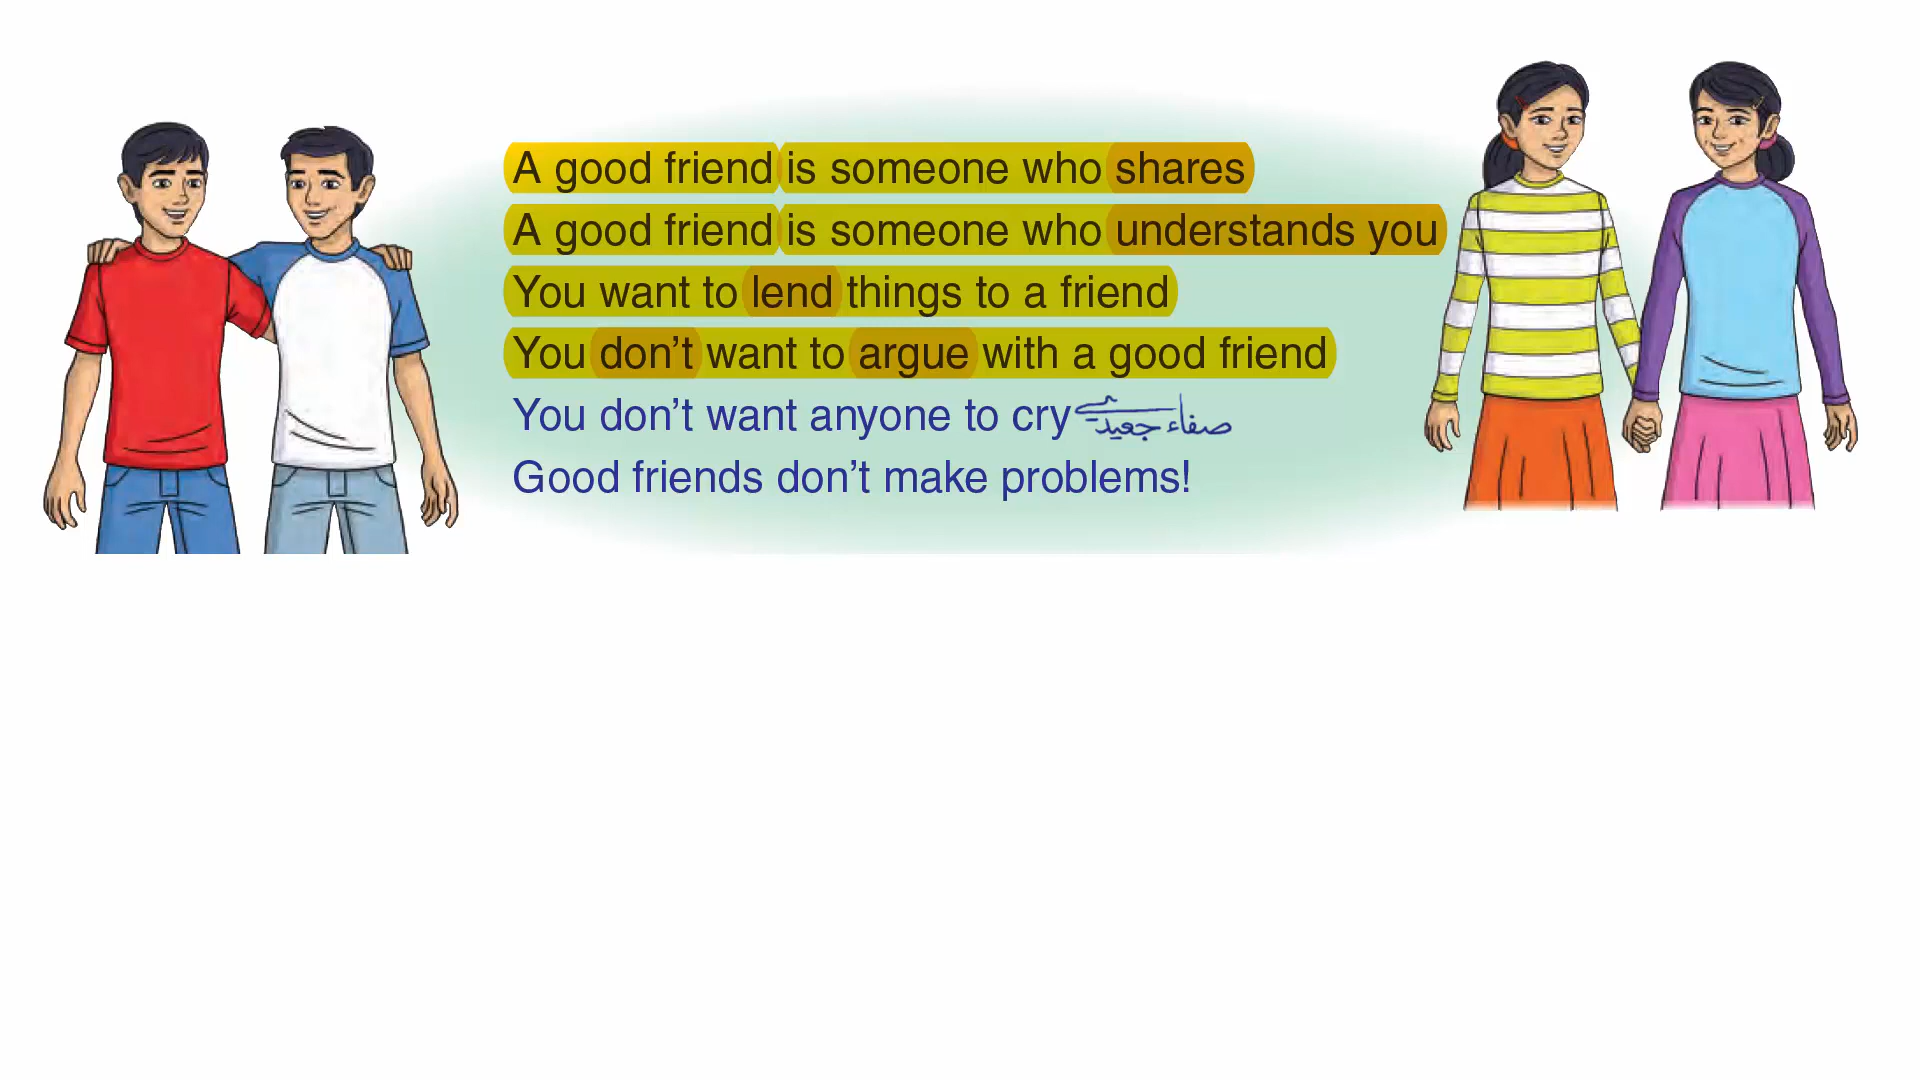 A good friend is someone who shares
A good friend is someone who understands you
You want to lend things to a friend
You don't want to argue with a good friend
You don't want anyone to cry صفاء جعيدي
Good friends don't make problems!